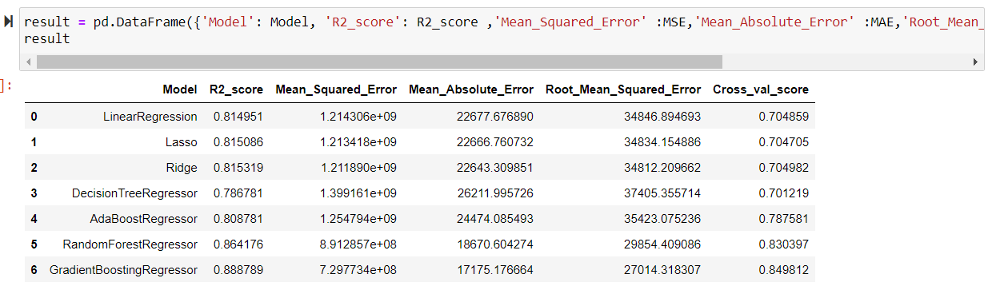 result = pd.DataFrame({'Model': Model, 'R2_score': R2_score ,'Mean_Squared_Error' :MSE,'Mean_Absolute_Error' :MAE,'Root_Mean_
result
]:
Model R2_score Mean_Squared_Error Mean_Absolute_Error Root_Mean_Squared_Error Cross_val_score
0 LinearRegression 0.814951 1.214306e+09 22677.676890 34846.894693 0.704859
1 Lasso 0.815086 1.213418e+09 22666.760732 34834.154886 0.704705
2 Ridge 0.815319 1.211890e+09 22643.309851 34812.209662 0.704982
3 DecisionTreeRegressor 0.786781 1.399161e+09 26211.995726 37405.355714 0.701219
4 AdaBoostRegressor 0.808781 1.254794e+09 24474.085493 35423.075236 0.787581
5 RandomForestRegressor 0.864176 8.912857e+08 18670.604274 29854.409086 0.830397
6 GradientBoostingRegressor 0.888789 7.297734e+08 17175.176664 27014.318307 0.849812